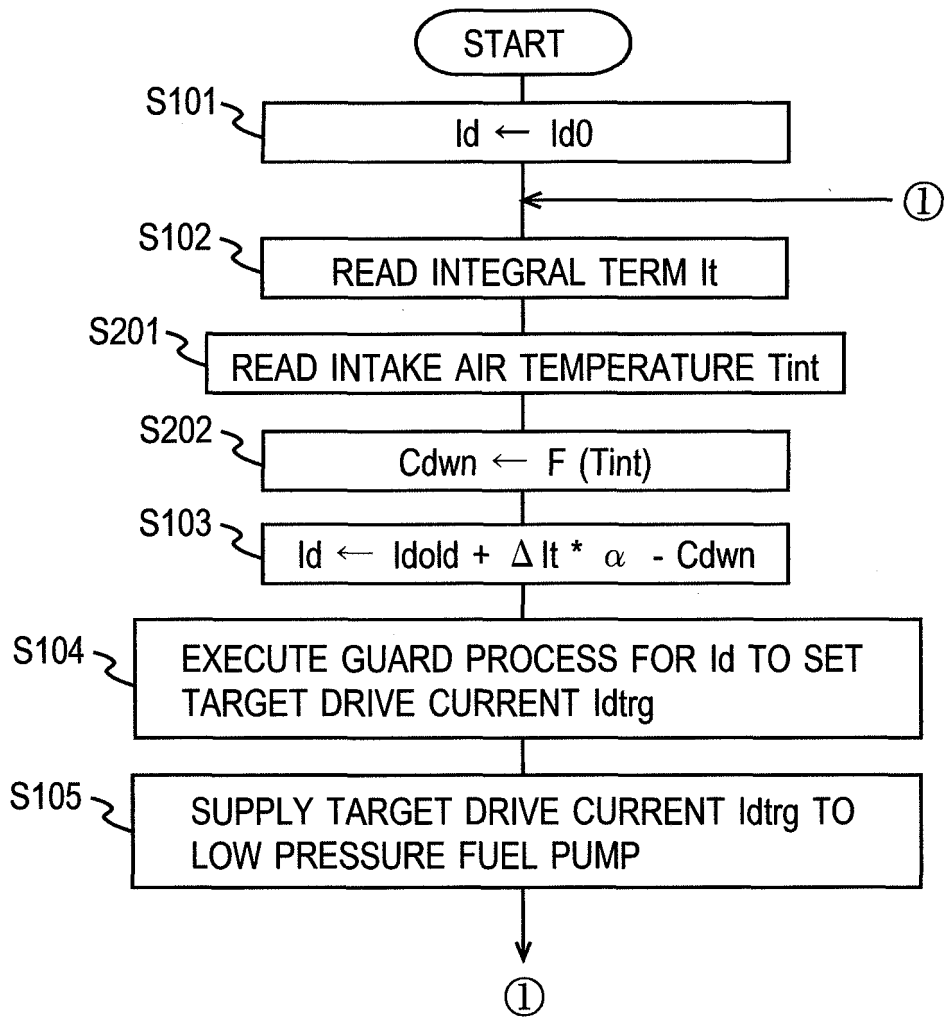 START
S101
Id ← Id0
①
S102
READ INTEGRAL TERM It
S201
READ INTAKE AIR TEMPERATURE Tint
S202
Cdwn ← F (Tint)
S103
Id ← Idold + Δ It * α - Cdwn
S104
EXECUTE GUARD PROCESS FOR Id TO SET
TARGET DRIVE CURRENT Idtrg
S105
SUPPLY TARGET DRIVE CURRENT Idtrg TO
LOW PRESSURE FUEL PUMP
①